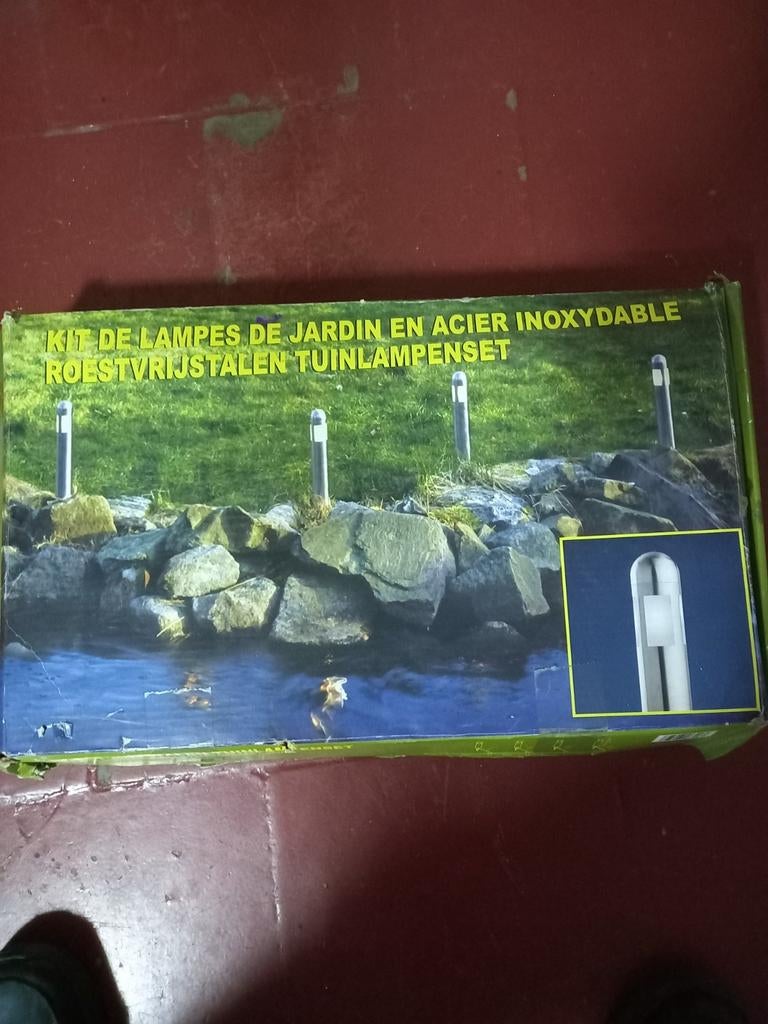 KIT DE LAMPES DE JARDIN EN ACIER INOXYDABLE
ROESTVRIJSTALEN TUINLAMPENSET